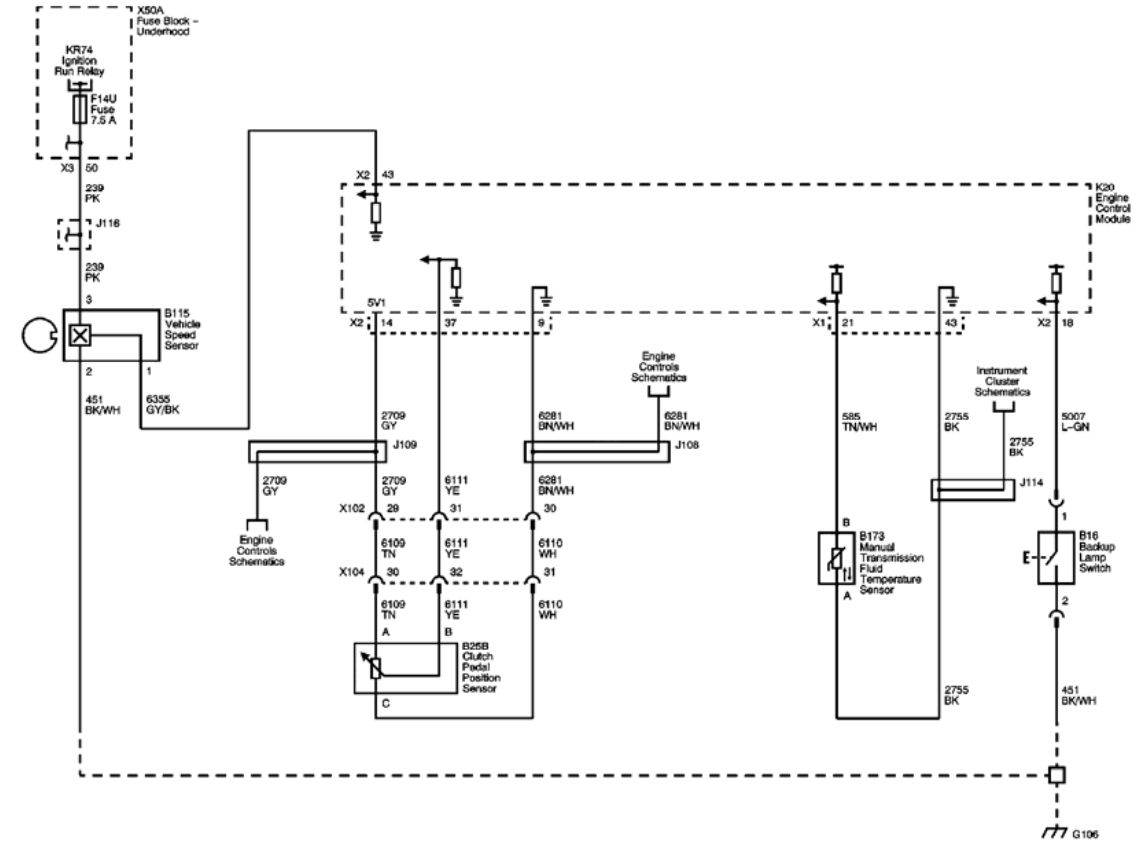 X50A
Fuse Block –
Underhood
KR74
Ignition
Run Relay
F14U
Fuse
7.5 A
X3 50
239
PK
J116
239
PK
3
B115
Vehicle
Speed
Sensor
2 1
451
BK/WH
6355
GY/BK
X2 43
K20
Engine
Control
Module
5V1
X2 14 37 9
X1 21 43
X2 18
Engine
Controls
Schematics
Instrument
Cluster
Schematics
2709
GY
6281
BN/WH
6281
BN/WH
585
TN/WH
2755
BK
2755
BK
5007
L-GN
J109
J108
J114
2709
GY
2709
GY
6111
YE
6281
BN/WH
X102 29 31 30
Engine
Controls
Schematics
6109
TN
6111
YE
6110
WH
X104 30 32 31
6109
TN
6111
YE
6110
WH
A B
B25B
Clutch
Pedal
Position
Sensor
C
B
B173
Manual
Transmission
Fluid
Temperature
Sensor
A
1
B16
Backup
Lamp
Switch
E
2
2755
BK
451
BK/WH
G106